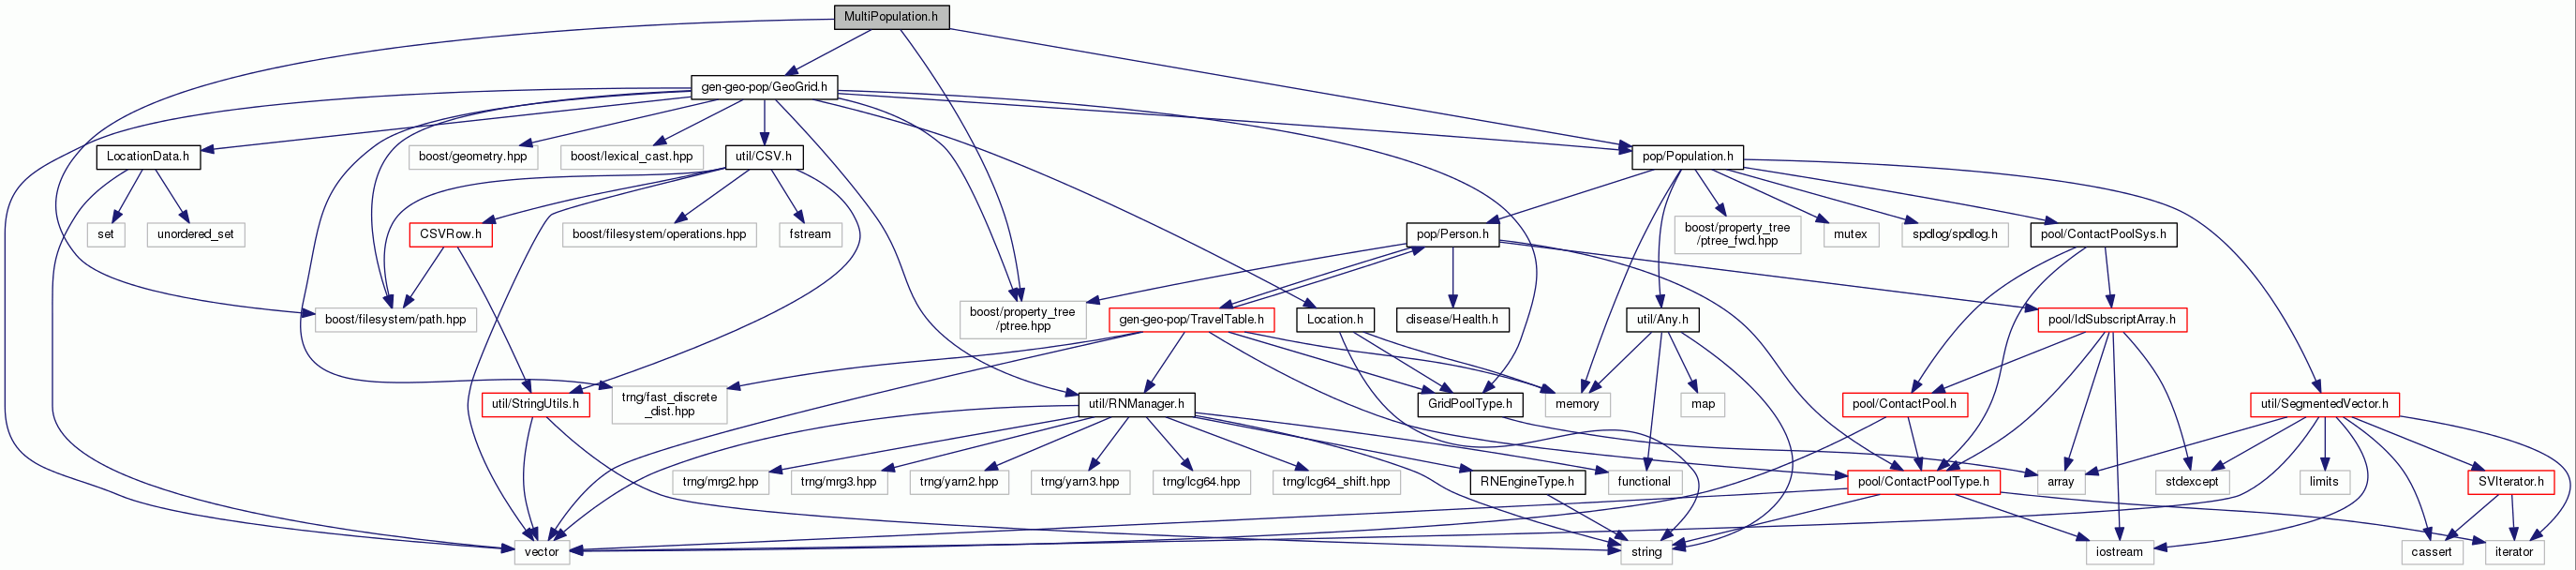 MultiPopulation.h
gen-geo-pop/GeoGrid.h
LocationData.h
boost/geometry.hpp
boost/lexical_cast.hpp
util/CSV.h
pop/Population.h
set
unordered_set
CSVRow.h
boost/filesystem/operations.hpp
fstream
pop/Person.h
boost/property_tree
/ptree_fwd.hpp
mutex
spdlog/spdlog.h
pool/ContactPoolSys.h
boost/filesystem/path.hpp
boost/property_tree
/ptree.hpp
gen-geo-pop/TravelTable.h
Location.h
disease/Health.h
util/Any.h
pool/IdSubscriptArray.h
util/StringUtils.h
trng/fast_discrete
_dist.hpp
util/RNManager.h
GridPoolType.h
memory
map
pool/ContactPool.h
util/SegmentedVector.h
trng/mrg2.hpp
trng/mrg3.hpp
trng/yarn2.hpp
trng/yarn3.hpp
trng/lcg64.hpp
trng/lcg64_shift.hpp
RNEngineType.h
functional
pool/ContactPoolType.h
array
stdexcept
limits
SVIterator.h
vector
string
iostream
cassert
iterator